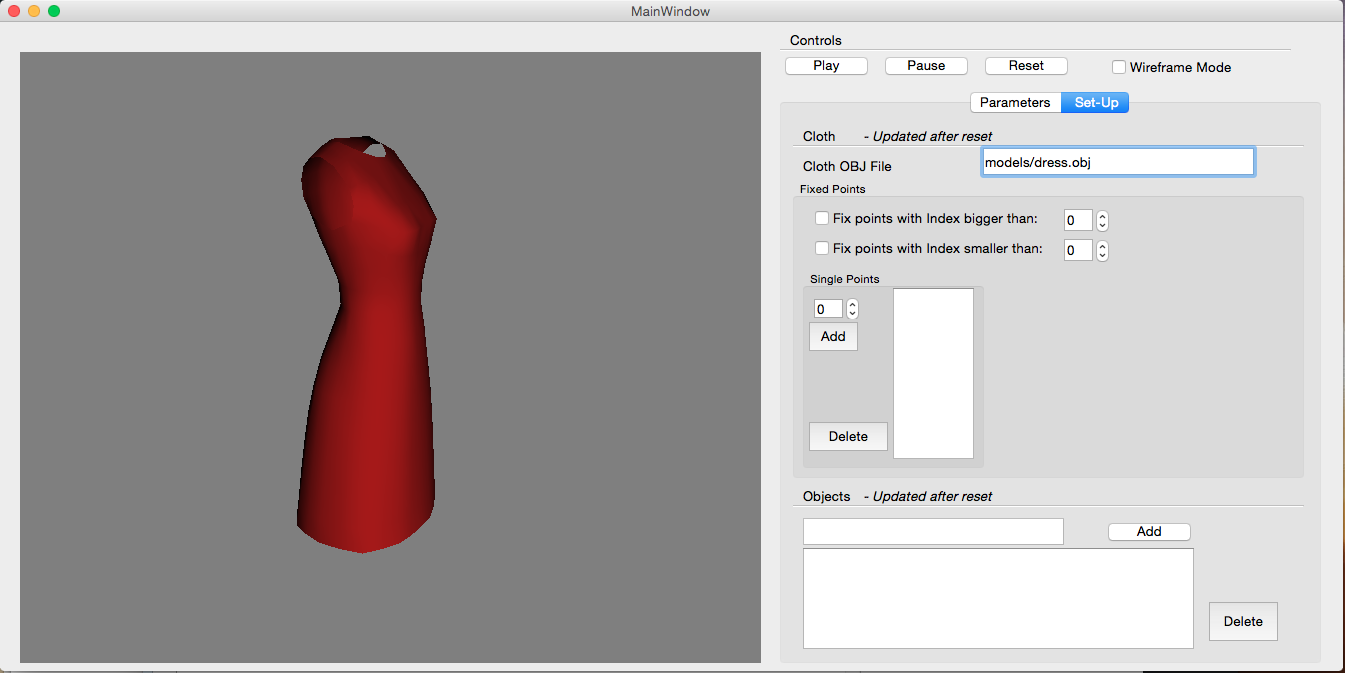 MainWindow
Controls
Play Pause Reset Wireframe Mode
Parameters Set-Up
Cloth - Updated after reset
Cloth OBJ File models/dress.obj
Fixed Points
Fix points with Index bigger than: 0
Fix points with Index smaller than: 0
Single Points
0
Add
Delete
Objects - Updated after reset
Add
Delete